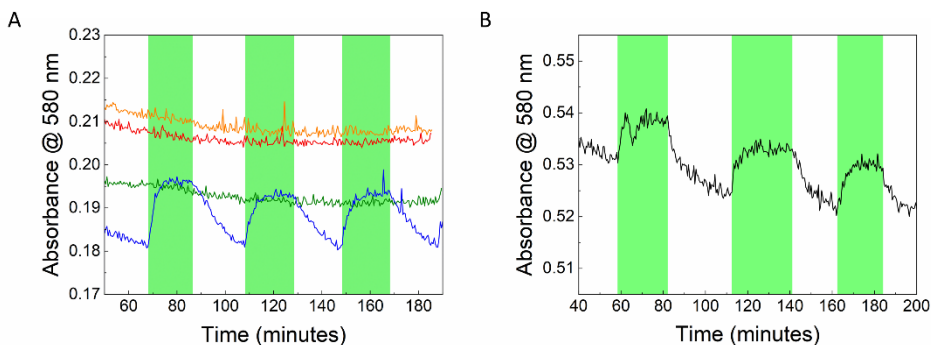 A
Absorbance @ 580 nm
0.23
0.22
0.21
0.20
0.19
0.18
0.17
60 80 100 120 140 160 180
Time (minutes)
B
Absorbance @ 580 nm
0.55
0.54
0.53
0.52
0.51
40 60 80 100 120 140 160 180 200
Time (minutes)